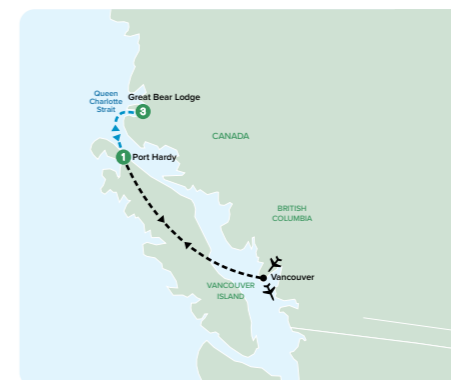 Queen
Charlotte
Strait
Great Bear Lodge
3
CANADA
1
Port Hardy
BRITISH
COLUMBIA
Vancouver
VANCOUVER
ISLAND